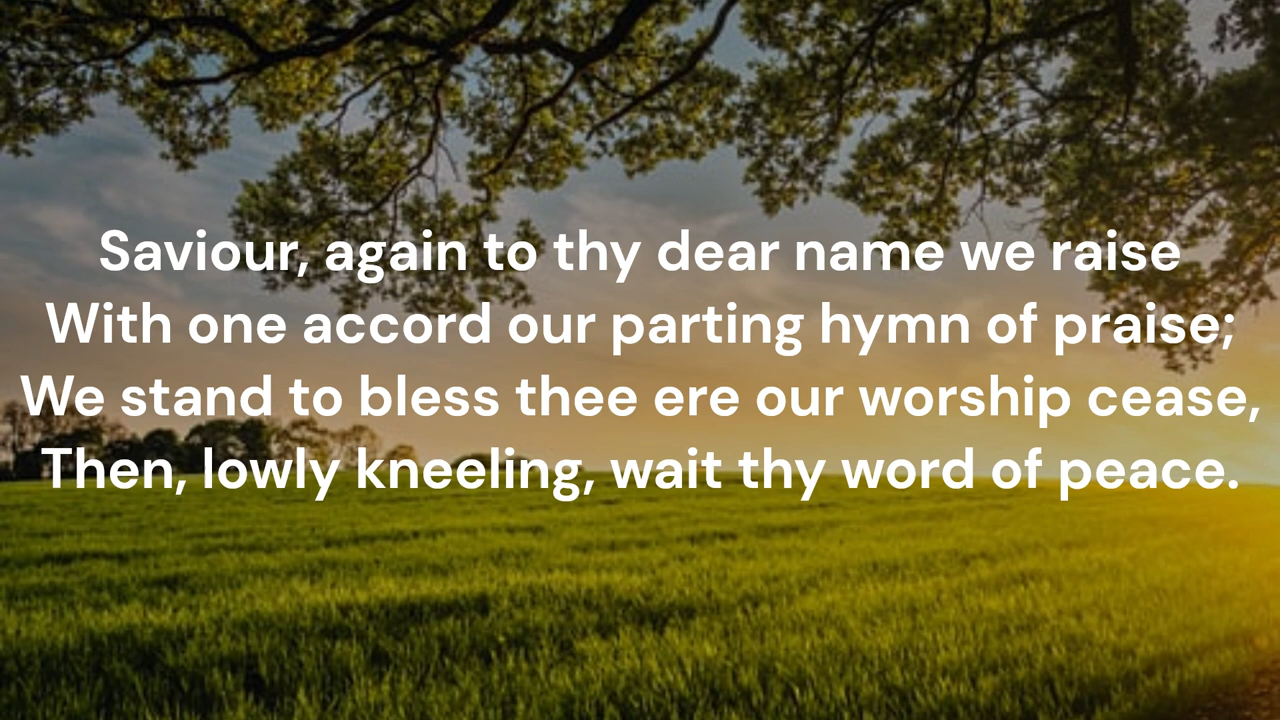 Saviour, again to thy dear name we raise
With one accord our parting hymn of praise;
We stand to bless thee ere our worship cease,
Then, lowly kneeling, wait thy word of peace.